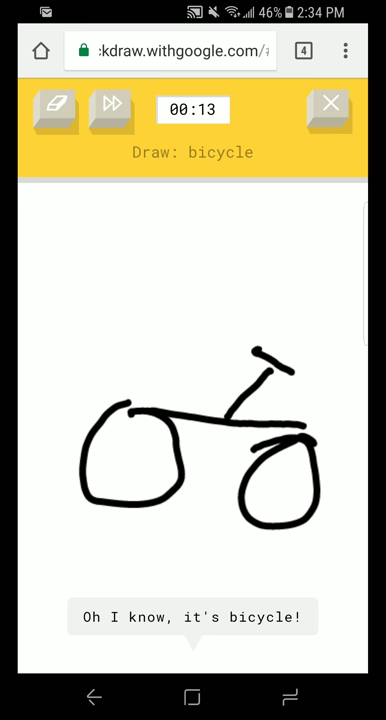 46% 2:34 PM
:kdraw.withgoogle.com/
4
00:13
Draw: bicycle
Oh I know, it's bicycle!